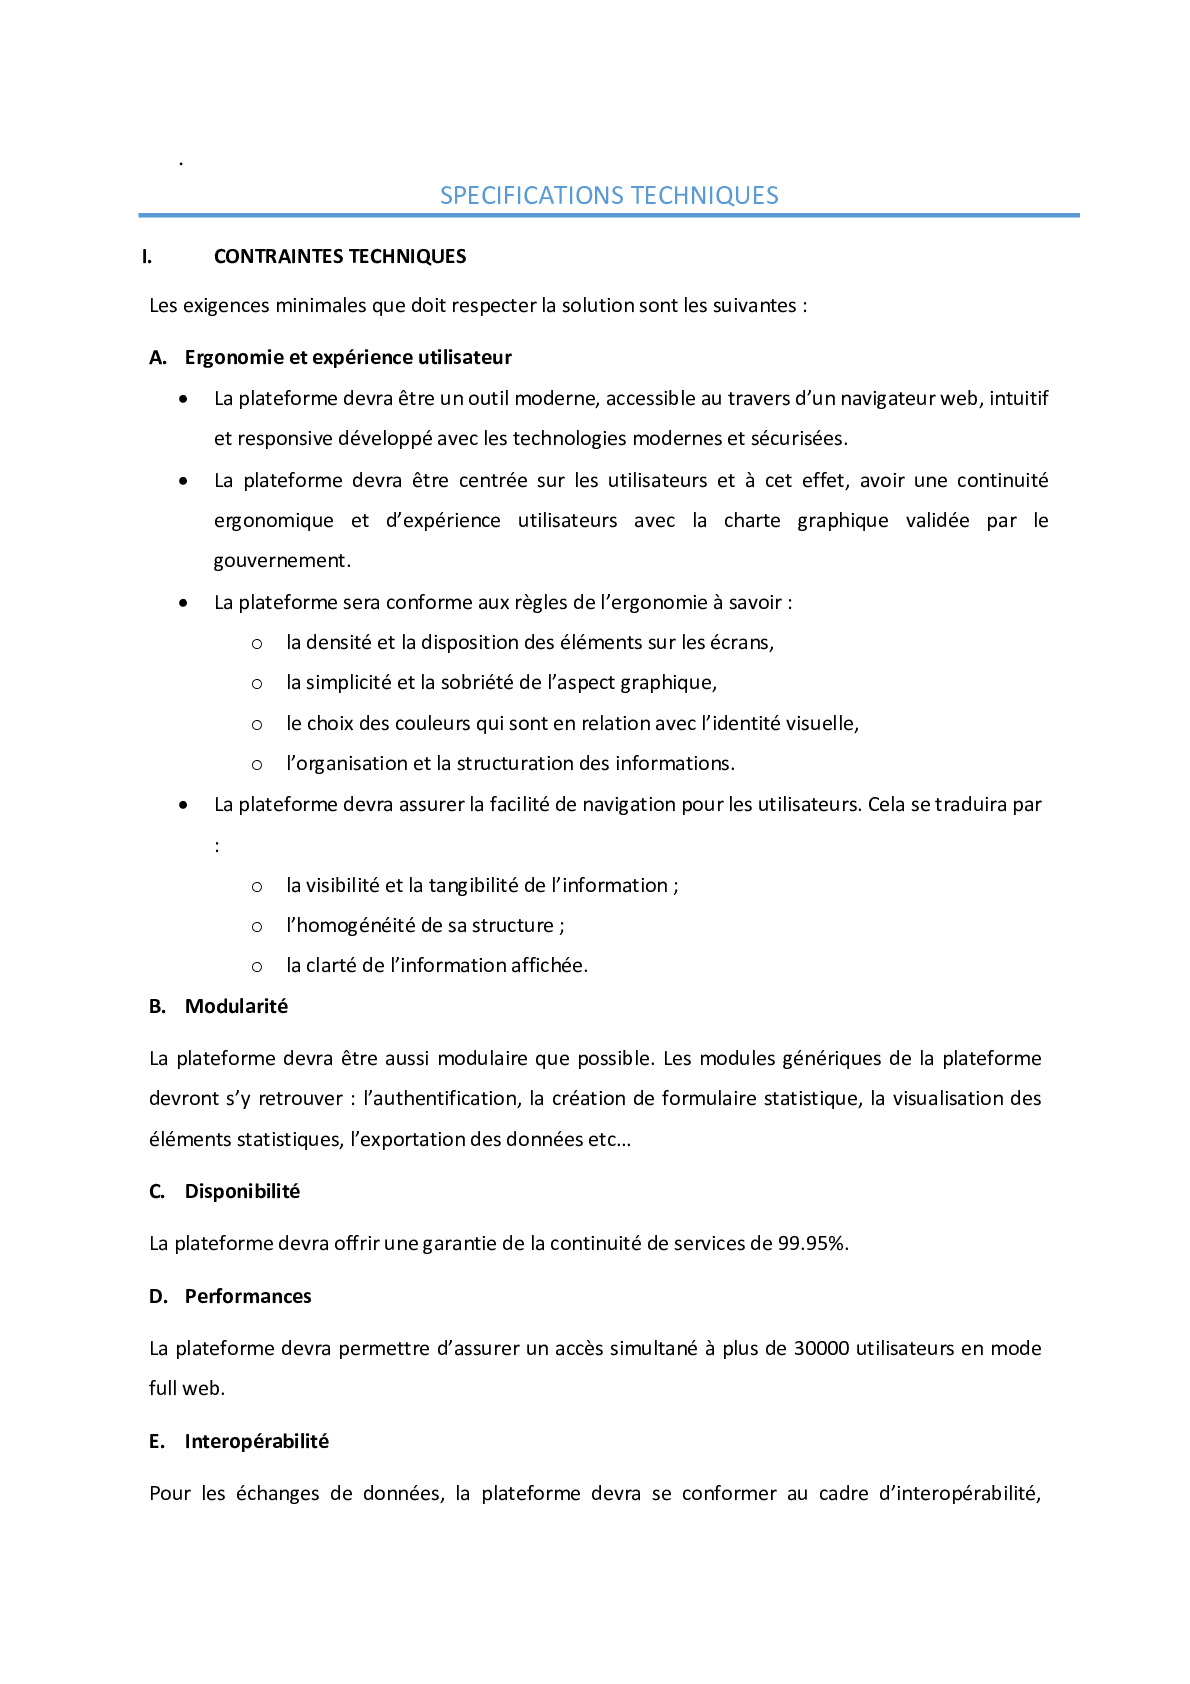 .
SPECIFICATIONS TECHNIQUES
I. CONTRAINTES TECHNIQUES
Les exigences minimales que doit respecter la solution sont les suivantes :
A. Ergonomie et expérience utilisateur
• La plateforme devra être un outil moderne, accessible au travers d’un navigateur web, intuitif
et responsive développé avec les technologies modernes et sécurisées.
• La plateforme devra être centrée sur les utilisateurs et à cet effet, avoir une continuité
ergonomique et d’expérience utilisateurs avec la charte graphique validée par le
gouvernement.
• La plateforme sera conforme aux règles de l’ergonomie à savoir :
o la densité et la disposition des éléments sur les écrans,
o la simplicité et la sobriété de l’aspect graphique,
o le choix des couleurs qui sont en relation avec l’identité visuelle,
o l’organisation et la structuration des informations.
• La plateforme devra assurer la facilité de navigation pour les utilisateurs. Cela se traduira par
:
o la visibilité et la tangibilité de l’information ;
o l’homogénéité de sa structure ;
o la clarté de l’information affichée.
B. Modularité
La plateforme devra être aussi modulaire que possible. Les modules génériques de la plateforme
devront s’y retrouver : l’authentification, la création de formulaire statistique, la visualisation des
éléments statistiques, l’exportation des données etc…
C. Disponibilité
La plateforme devra offrir une garantie de la continuité de services de 99.95%.
D. Performances
La plateforme devra permettre d’assurer un accès simultané à plus de 30000 utilisateurs en mode
full web.
E. Interopérabilité
Pour les échanges de données, la plateforme devra se conformer au cadre d’interopérabilité,